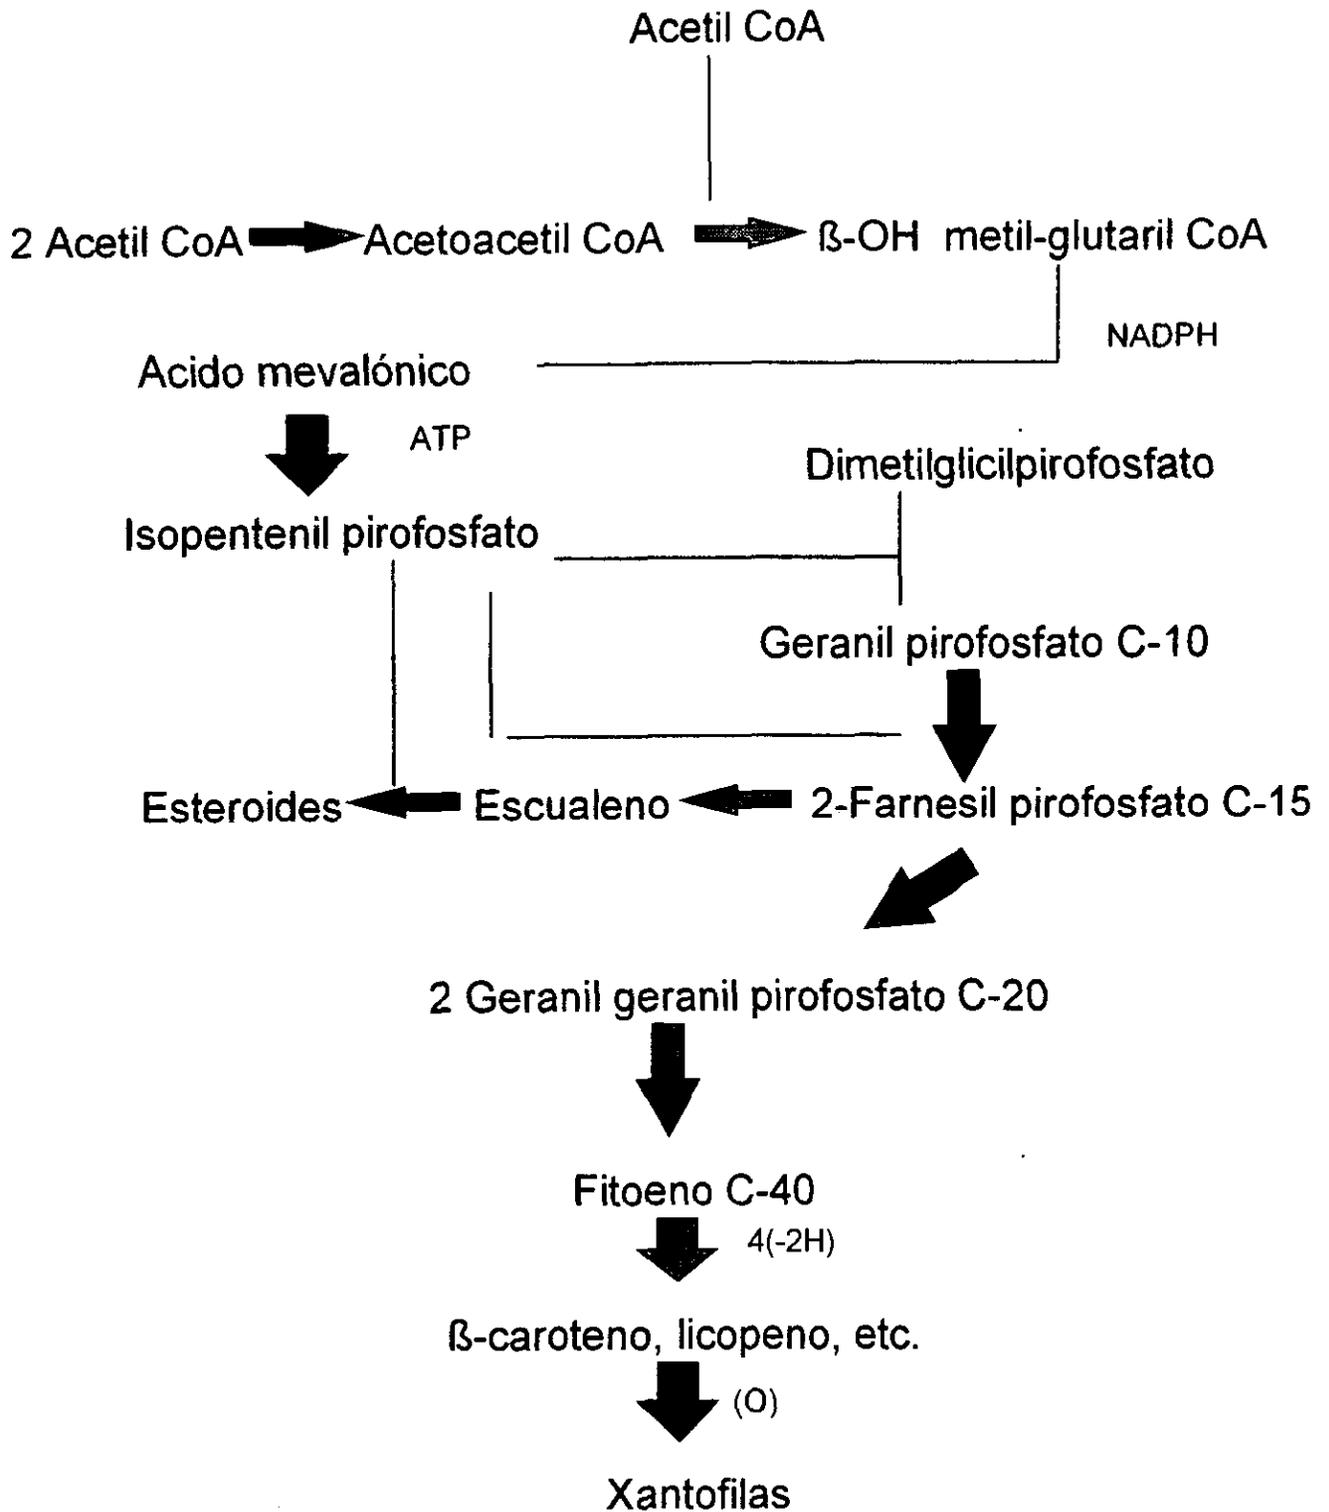 Acetil CoA
2 Acetil CoA Acetoacetil CoA ß-OH metil-glutaril CoA
NADPH
Acido mevalónico
ATP
Dimetilglicilpirofosfato
Isopentenil pirofosfato
Geranil pirofosfato C-10
Esteroides Escualeno 2-Farnesil pirofosfato C-15
2 Geranil geranil pirofosfato C-20
Fitoeno C-40
4(-2H)
ß-caroteno, licopeno, etc.
(O)
Xantofilas